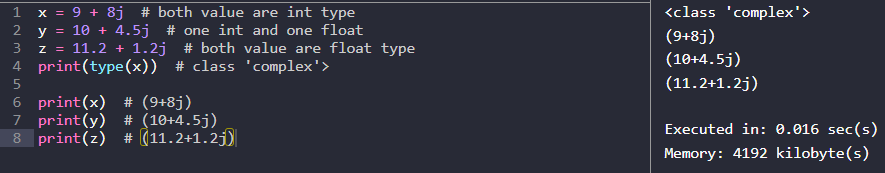 1 x = 9 + 8j  # both value are int type
2 y = 10 + 4.5j  # one int and one float
3 z = 11.2 + 1.2j  # both value are float type
4 print(type(x))  # class 'complex'>
5
6 print(x)  # (9+8j)
7 print(y)  # (10+4.5j)
8 print(z)  # (11.2+1.2j)
<class 'complex'>
(9+8j)
(10+4.5j)
(11.2+1.2j)
Executed in: 0.016 sec(s)
Memory: 4192 kilobyte(s)